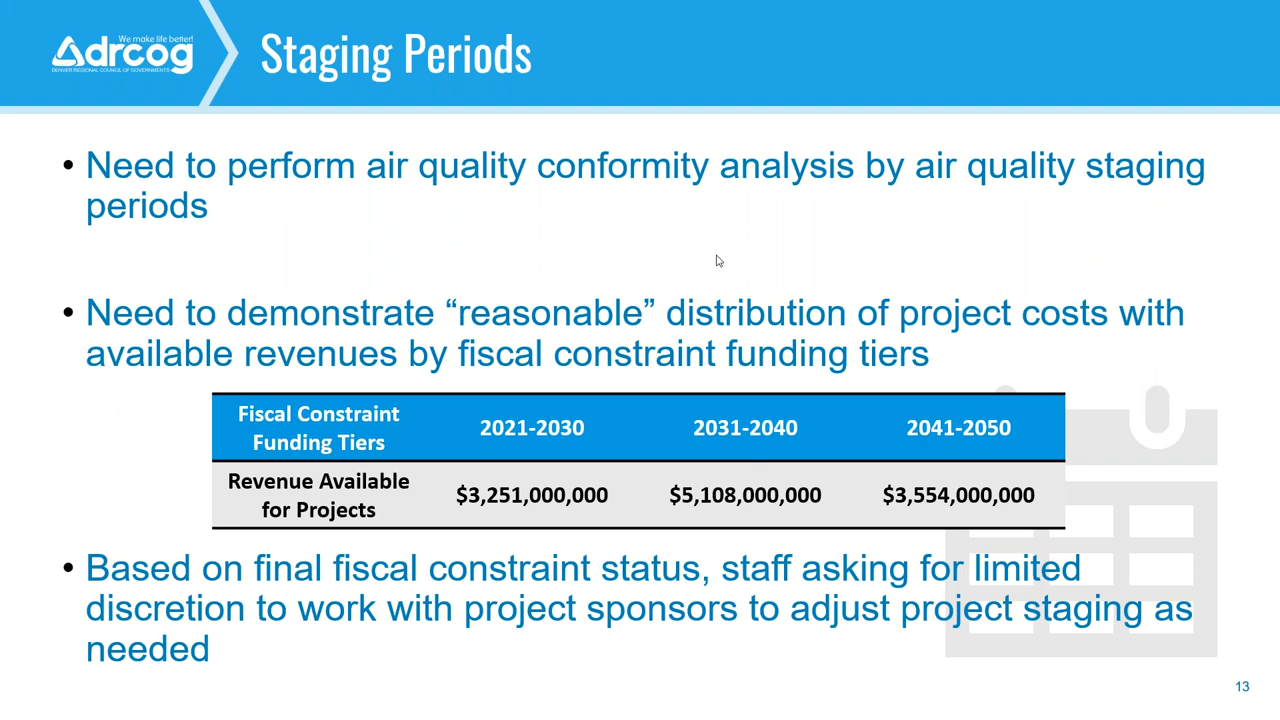 We make life better!
drcog
DENVER REGIONAL COUNCIL OF GOVERNMENTS
Staging Periods
• Need to perform air quality conformity analysis by air quality staging
periods
• Need to demonstrate “reasonable” distribution of project costs with
available revenues by fiscal constraint funding tiers
Fiscal Constraint
Funding Tiers
2021-2030
2031-2040
2041-2050
Revenue Available
for Projects
$3,251,000,000
$5,108,000,000
$3,554,000,000
• Based on final fiscal constraint status, staff asking for limited
discretion to work with project sponsors to adjust project staging as
needed
13